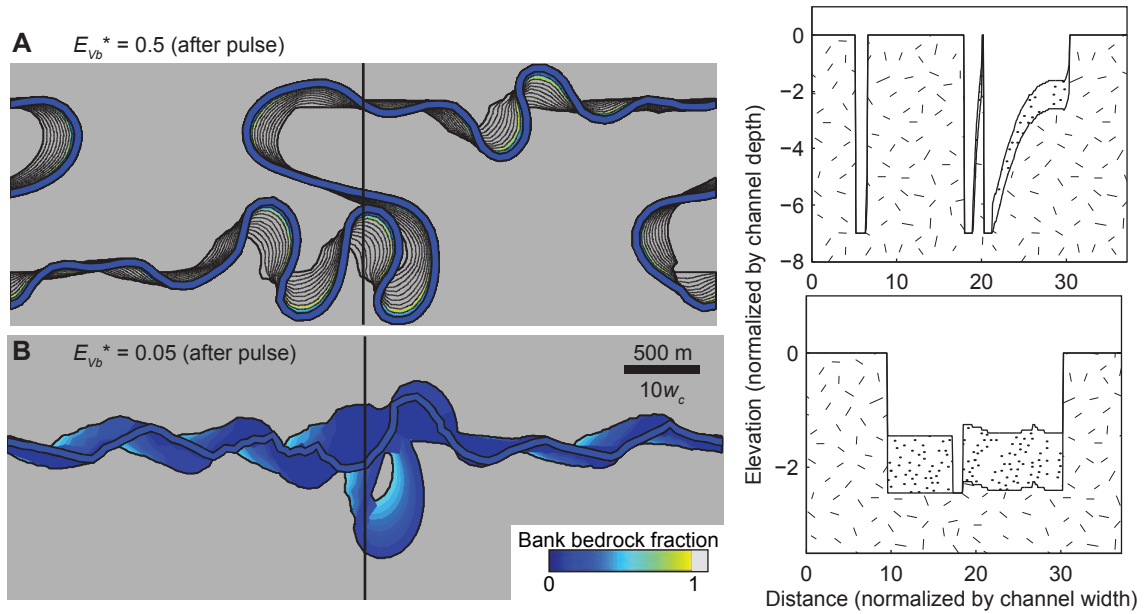 A E_Vb* = 0.5 (after pulse)
B E_Vb* = 0.05 (after pulse)
500 m
10w_c
Bank bedrock fraction
0 1
Elevation (normalized by channel depth)
0
−2
−4
−6
−8
0 10 20 30
0
−2
0 10 20 30
Distance (normalized by channel width)